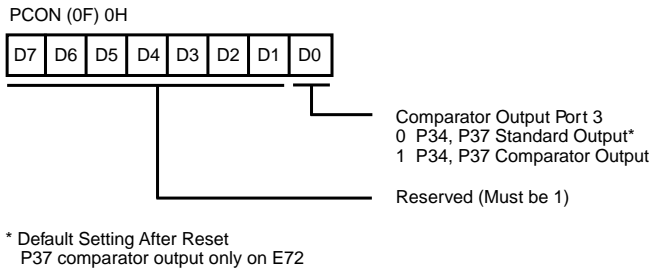 PCON (0F) 0H
D7 D6 D5 D4 D3 D2 D1 D0
Comparator Output Port 3
0 P34, P37 Standard Output*
1 P34, P37 Comparator Output
Reserved (Must be 1)
* Default Setting After Reset
P37 comparator output only on E72